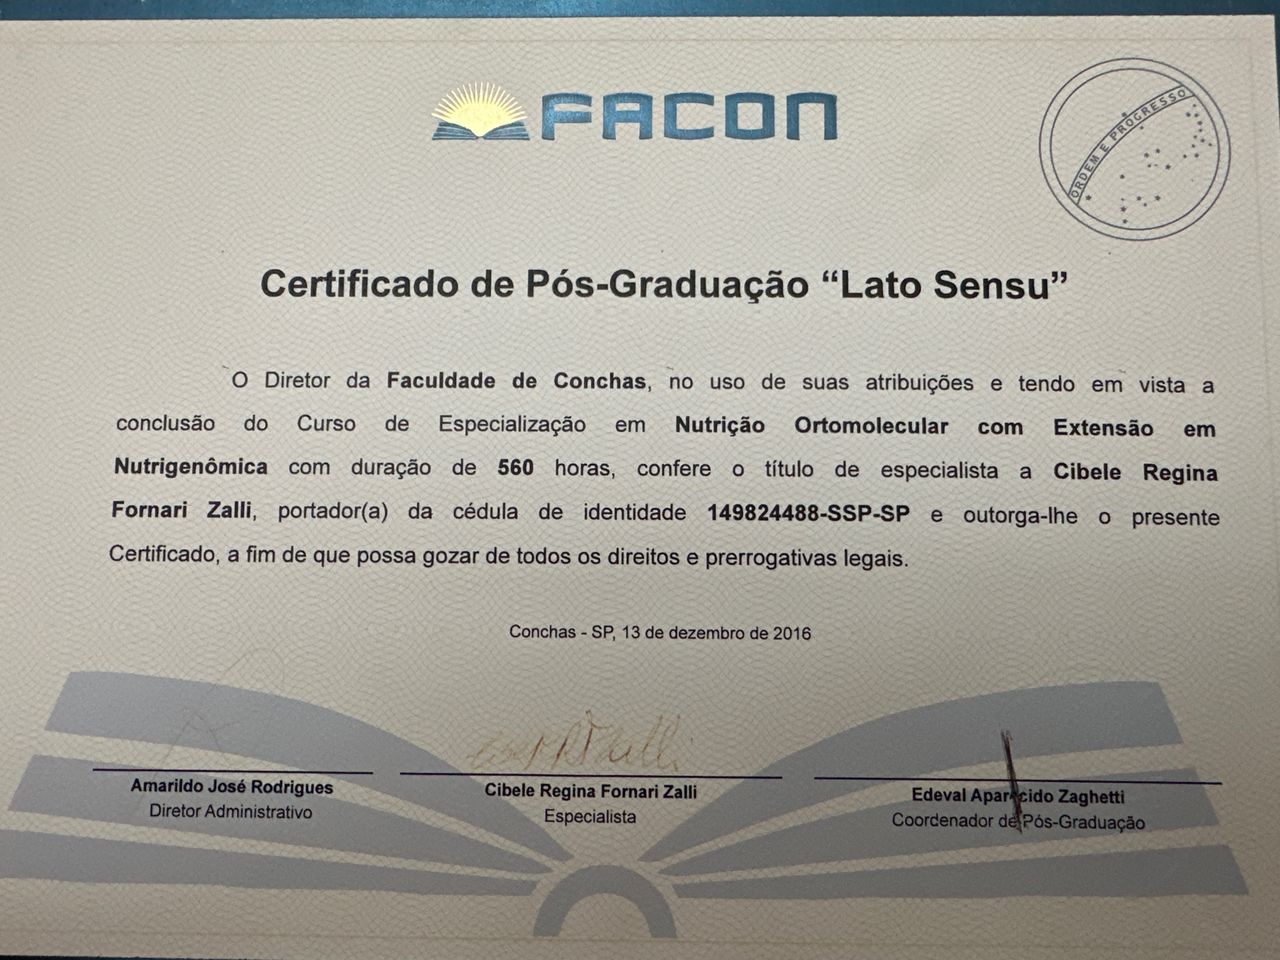 FACON
ORDEM E PROGRESSO
Certificado de Pós-Graduação “Lato Sensu”
O Diretor da Faculdade de Conchas, no uso de suas atribuições e tendo em vista a
conclusão do Curso de Especialização em Nutrição Ortomolecular com Extensão em
Nutrigenômica com duração de 560 horas, confere o título de especialista a Cibele Regina
Fornari Zalli, portador(a) da cédula de identidade 149824488-SSP-SP e outorga-lhe o presente
Certificado, a fim de que possa gozar de todos os direitos e prerrogativas legais.
Conchas - SP, 13 de dezembro de 2016
Amarildo José Rodrigues
Diretor Administrativo
Cibele Regina Fornari Zalli
Especialista
Edeval Aparecido Zaghetti
Coordenador de Pós-Graduação